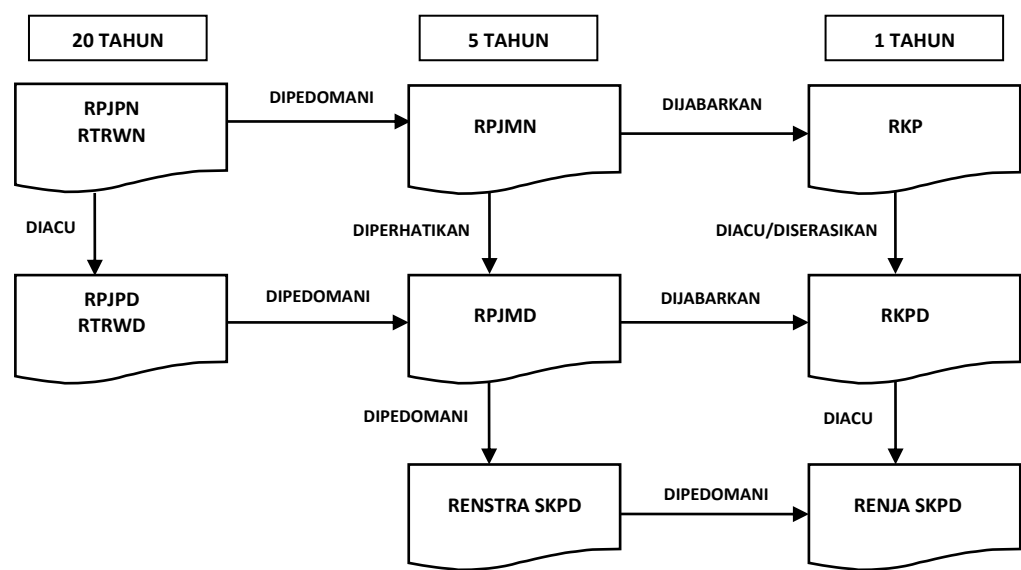 20 TAHUN
5 TAHUN
1 TAHUN
RPJPN
RTRWN
DIPEDOMANI
RPJMN
DIJABARKAN
RKP
DIACU
DIPERHATIKAN
DIACU/DISERASIKAN
RPJPD
RTRWD
DIPEDOMANI
RPJMD
DIJABARKAN
RKPD
DIPEDOMANI
DIACU
RENSTRA SKPD
DIPEDOMANI
RENJA SKPD